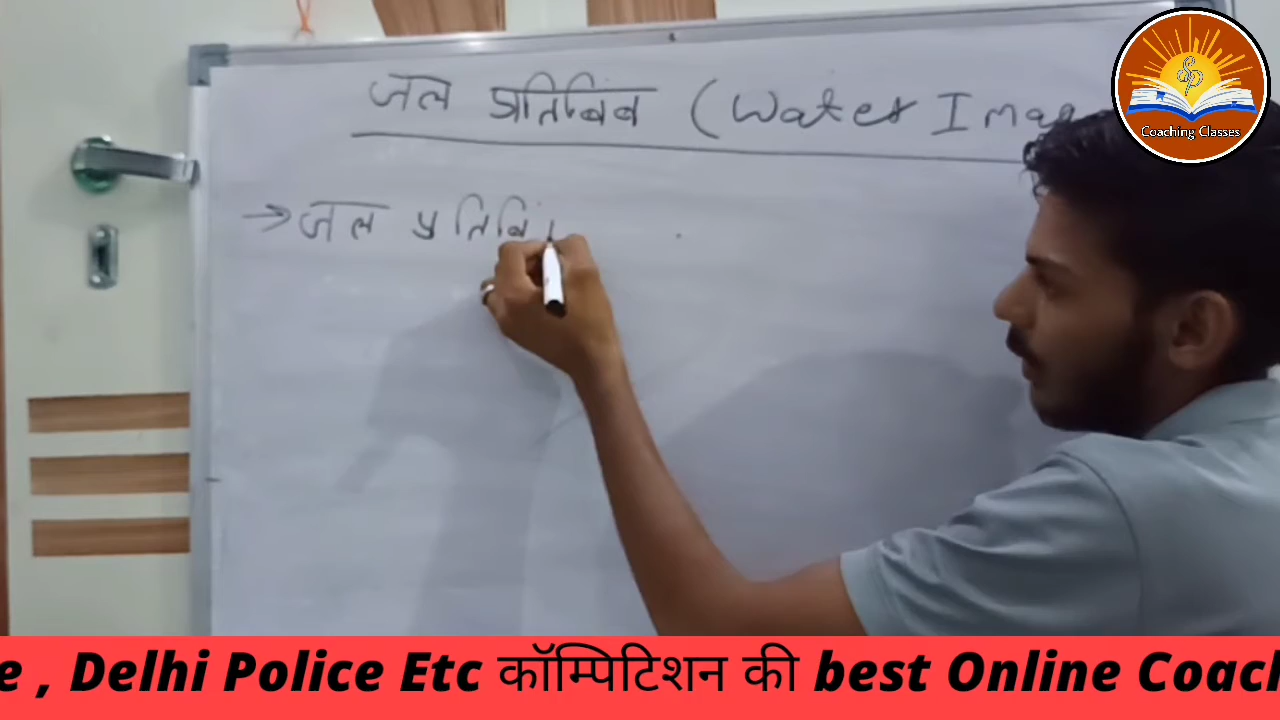 जल प्रतिबिंब (Water Imag
Coaching Classes
→ जल प्रतिबि
e , Delhi Police Etc कॉम्पिटिशन की best Online Coach